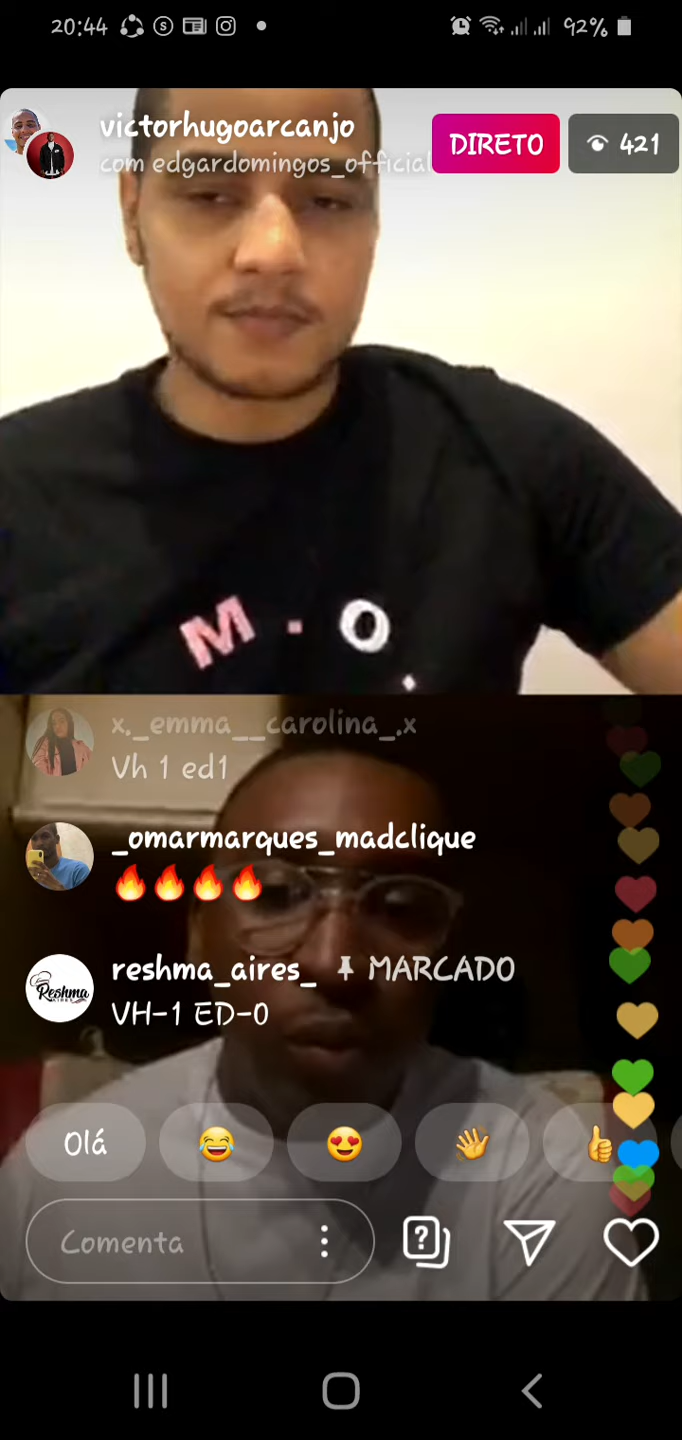 20:44
92%
victorhugoarcanjo
com edgardomingos_official
DIRETO
421
M . O
x._emma__carolina_.x
Vh 1 ed1
_omarmarques_madclique
🔥🔥🔥🔥
reshma_aires_ MARCADO
VH-1 ED-0
Reshma
Olá
Comenta